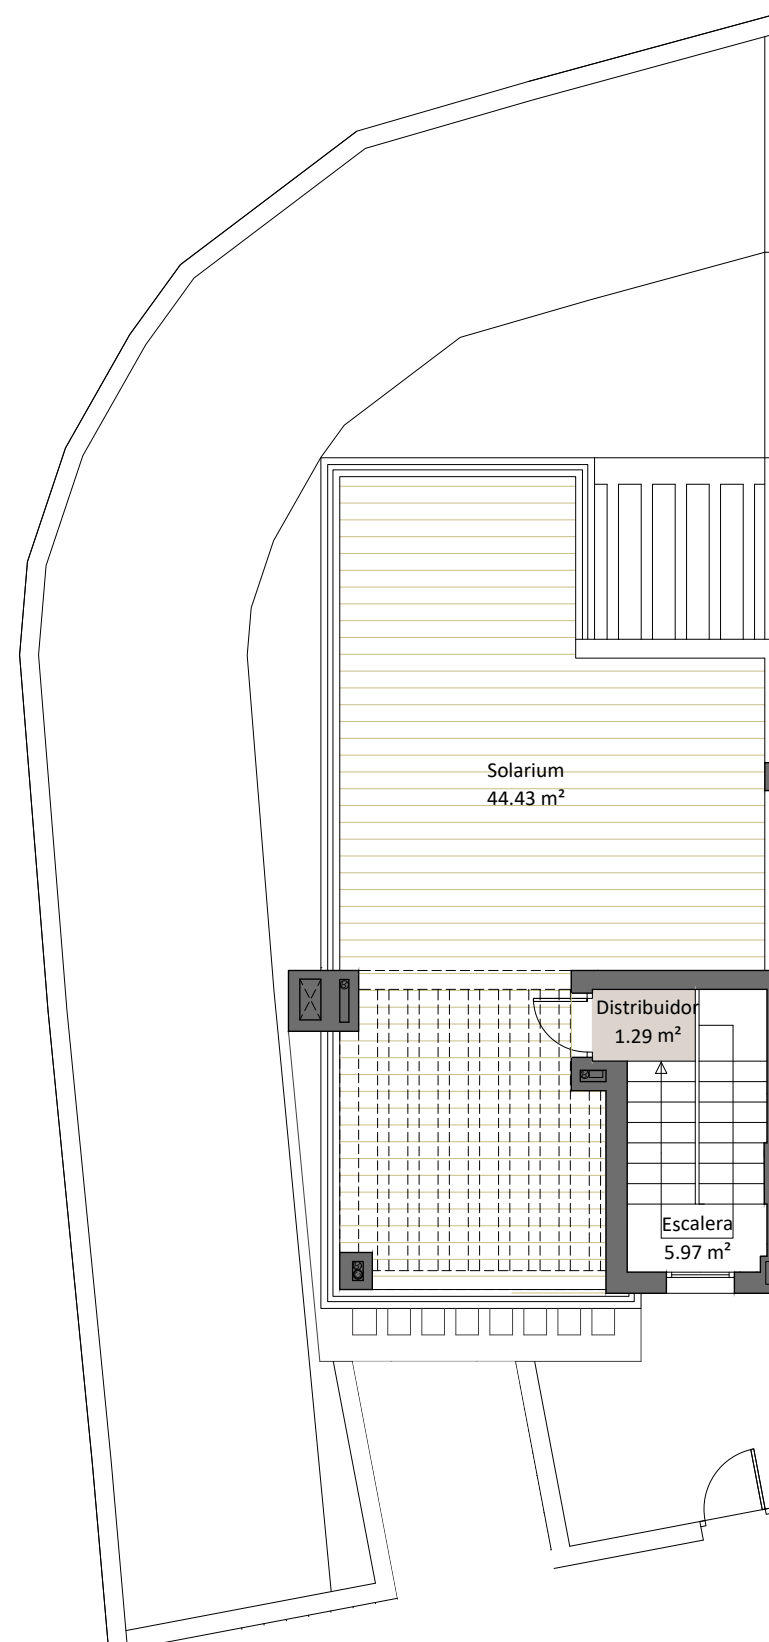 Solarium
44.43 m²
Distribuidor
1.29 m²
Escalera
5.97 m²